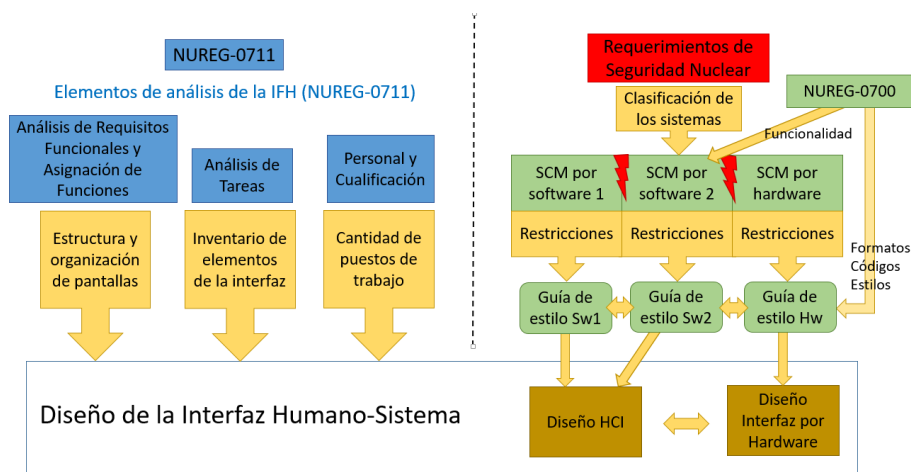 NUREG-0711
Elementos de análisis de la IFH (NUREG-0711)
Análisis de Requisitos
Funcionales y
Asignación de
Funciones
Análisis de
Tareas
Personal y
Cualificación
Estructura y
organización
de pantallas
Inventario de
elementos
de la interfaz
Cantidad de
puestos de
trabajo
Requerimientos de
Seguridad Nuclear
Clasificación de
los sistemas
NUREG-0700
Funcionalidad
SCM por
software 1
SCM por
software 2
SCM por
hardware
Restricciones
Restricciones
Restricciones
Formatos
Códigos
Estilos
Guía de
estilo Sw1
Guía de
estilo Sw2
Guía de
estilo Hw
Diseño de la Interfaz Humano-Sistema
Diseño HCI
Diseño
Interfaz por
Hardware